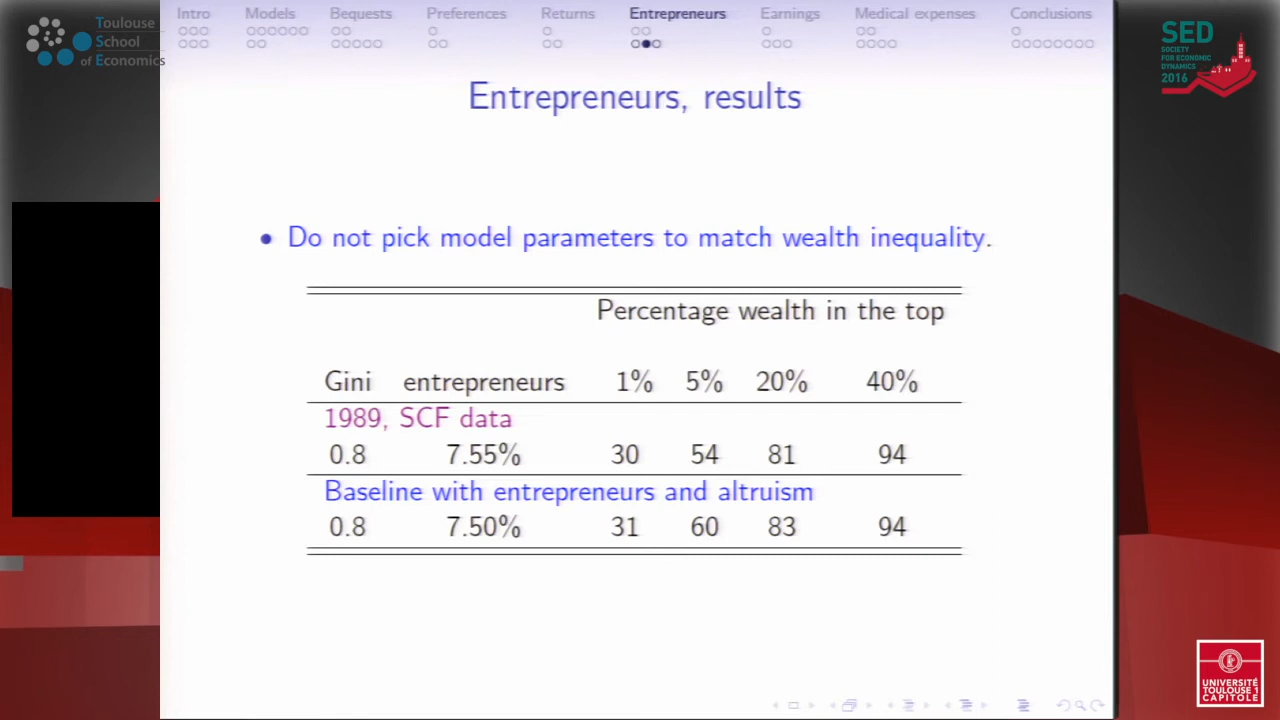 Toulouse
School
of Economics
Intro Models Bequests Preferences Returns Entrepreneurs Earnings Medical expenses Conclusions
SED
SOCIETY
FOR ECONOMIC
DYNAMICS
2016
Entrepreneurs, results
Do not pick model parameters to match wealth inequality.
Percentage wealth in the top
Gini entrepreneurs 1% 5% 20% 40%
1989, SCF data
0.8 7.55% 30 54 81 94
Baseline with entrepreneurs and altruism
0.8 7.50% 31 60 83 94
UNIVERSITÉ
TOULOUSE 1
CAPITOLE